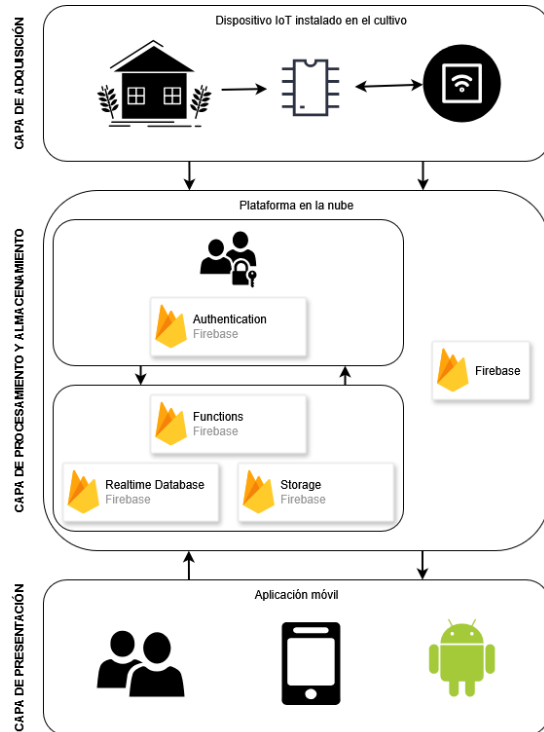 CAPA DE ADQUISICIÓN
Dispositivo IoT instalado en el cultivo
CAPA DE PROCESAMIENTO Y ALMACENAMIENTO
Plataforma en la nube
Authentication
Firebase
Firebase
Functions
Firebase
Realtime Database
Firebase
Storage
Firebase
CAPA DE PRESENTACIÓN
Aplicación móvil